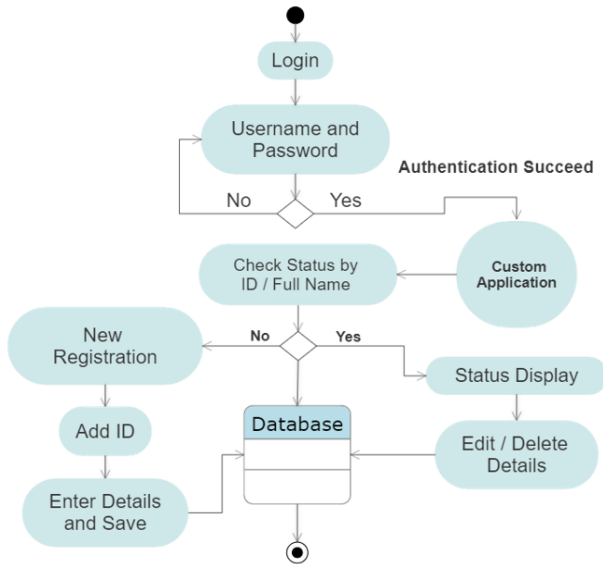 Login
Username and
Password
Authentication Succeed
No
Yes
Custom
Application
Check Status by
ID / Full Name
No
Yes
New
Registration
Status Display
Add ID
Database
Edit / Delete
Details
Enter Details
and Save